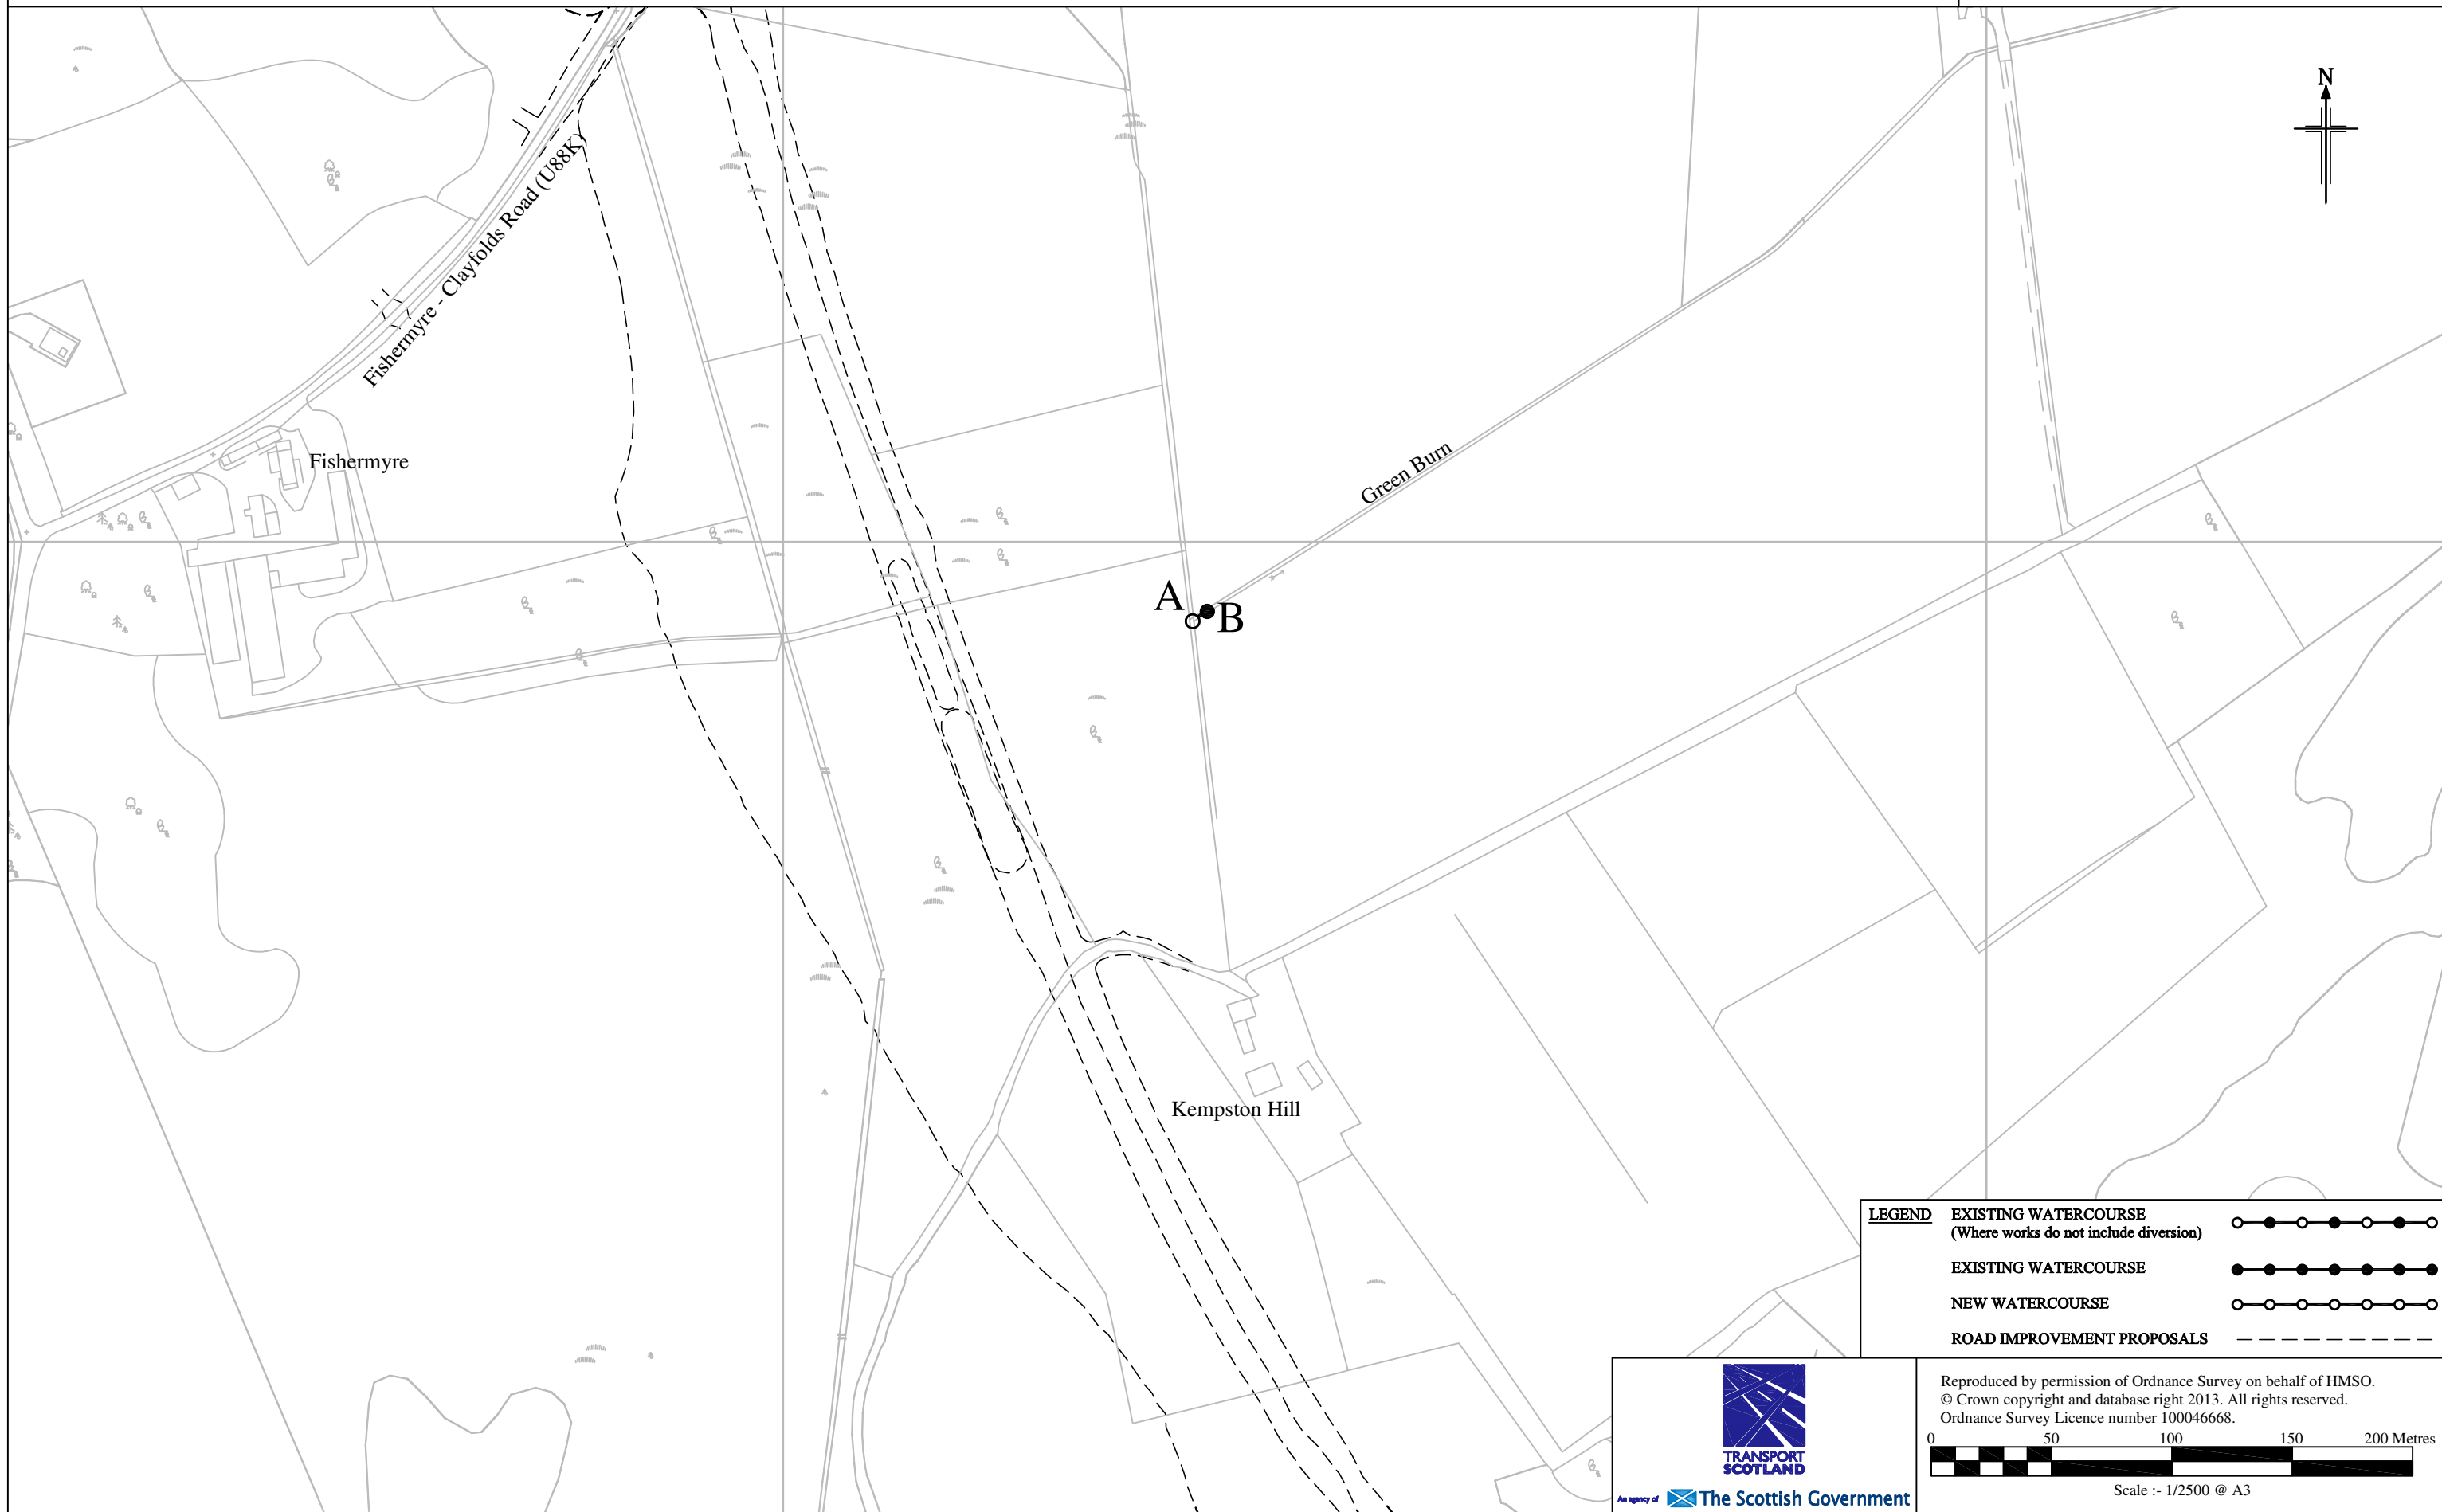 N
Fishermyre - Clayfolds Road (U88K)
Fishermyre
Green Burn
A
B
Kempston Hill
LEGEND
EXISTING WATERCOURSE
(Where works do not include diversion)
EXISTING WATERCOURSE
NEW WATERCOURSE
ROAD IMPROVEMENT PROPOSALS
TRANSPORT
SCOTLAND
An agency of The Scottish Government
Reproduced by permission of Ordnance Survey on behalf of HMSO.
© Crown copyright and database right 2013. All rights reserved.
Ordnance Survey Licence number 100046668.
0 50 100 150 200 Metres
Scale :- 1/2500 @ A3